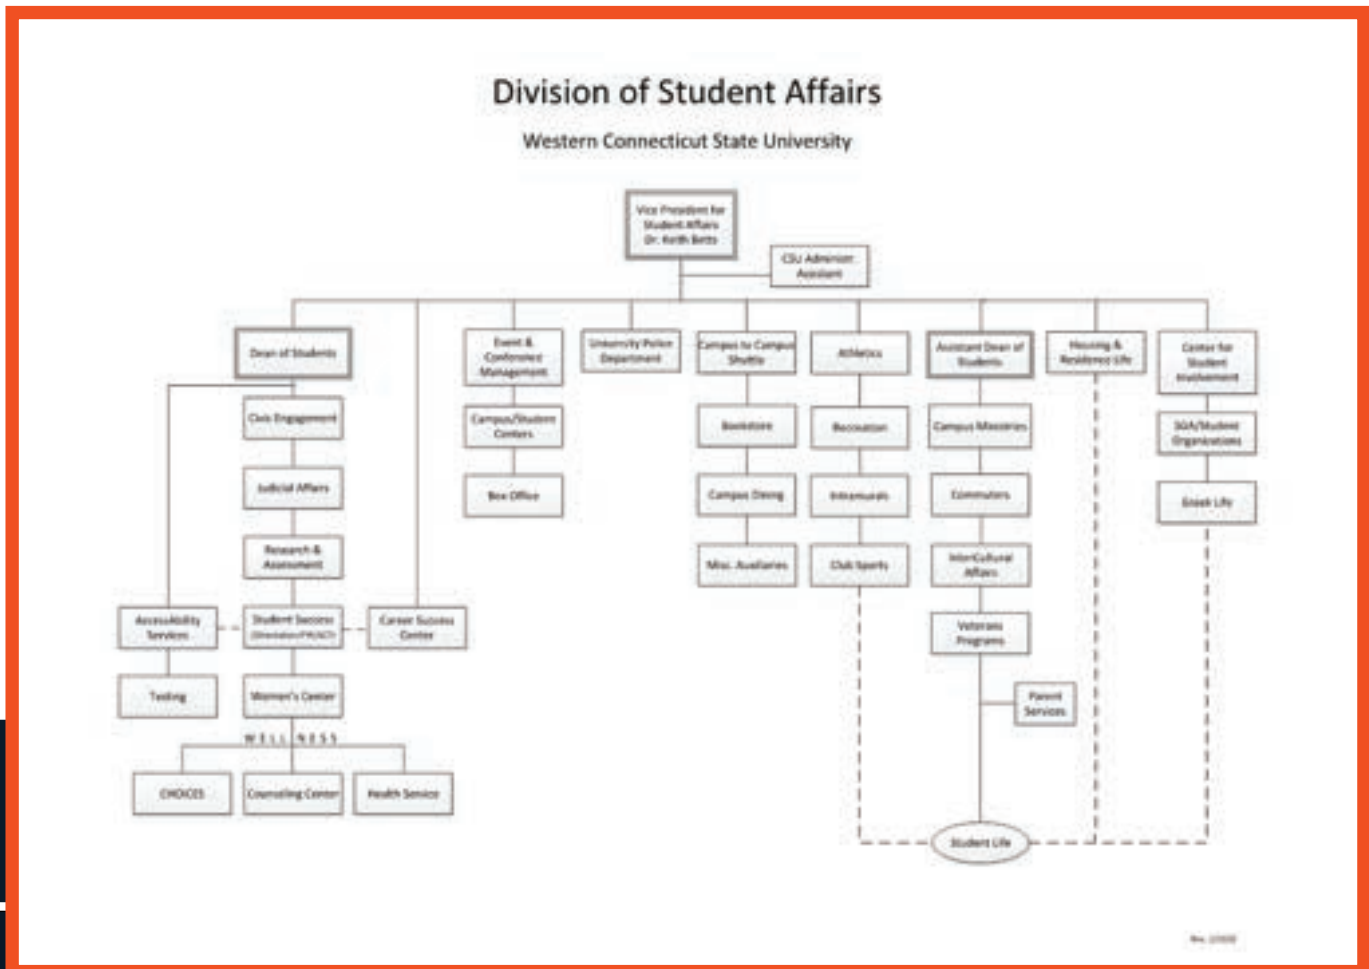 Division of Student Affairs
Western Connecticut State University
Vice President for
Student Affairs
Dr. Keith Betts
CSU Administr.
Assistant
Dean of Students
Event &
Conference
Management
University Police
Department
Campus to Campus
Shuttle
Athletics
Assistant Dean of
Students
Housing &
Residence Life
Center for
Student
Involvement
Civic Engagement
Campus/Student
Centers
Bookstore
Recreation
Campus Ministries
SGA/Student
Organizations
Judicial Affairs
Box Office
Campus Dining
Intramurals
Commuters
Greek Life
Research &
Assessment
Misc. Auxiliaries
Club Sports
InterCultural
Affairs
AccessAbility
Services
Student Success
Career Success
Center
Veterans
Programs
Testing
Women's Center
Parent
Services
WELLNESS
CHOICES
Counseling Center
Health Service
Student Life
Rev.